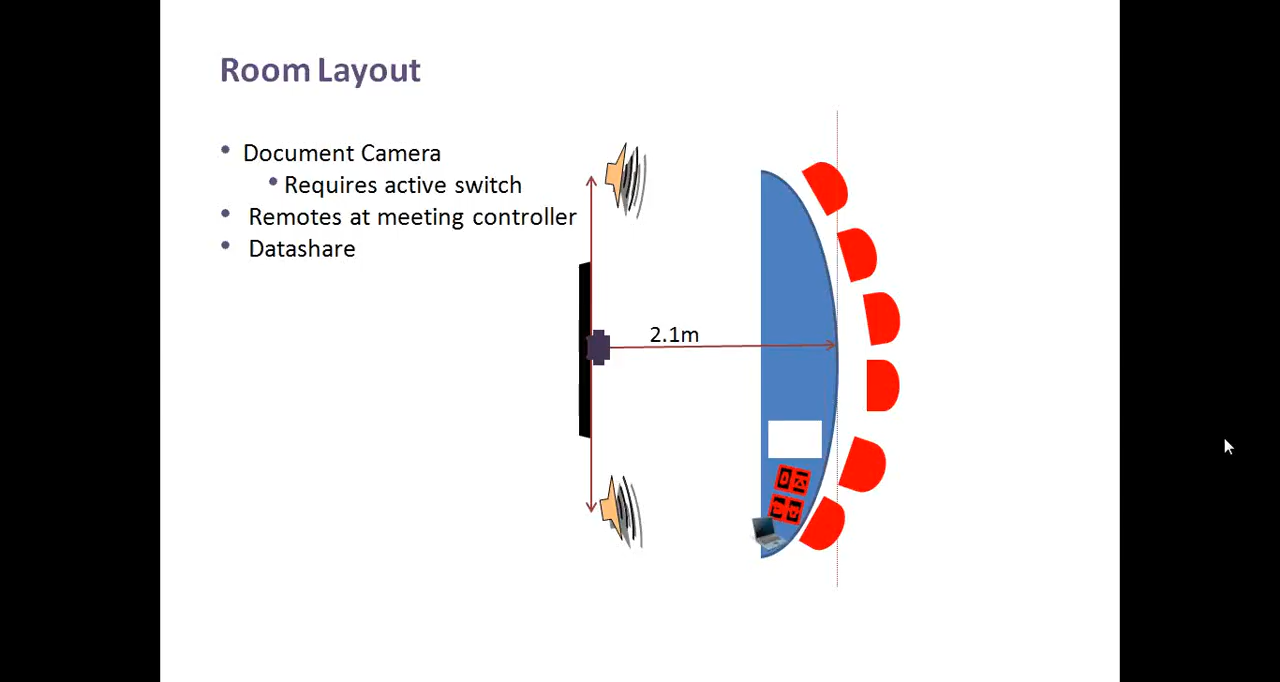 Room Layout
• Document Camera
• Requires active switch
• Remotes at meeting controller
• Datashare
2.1m